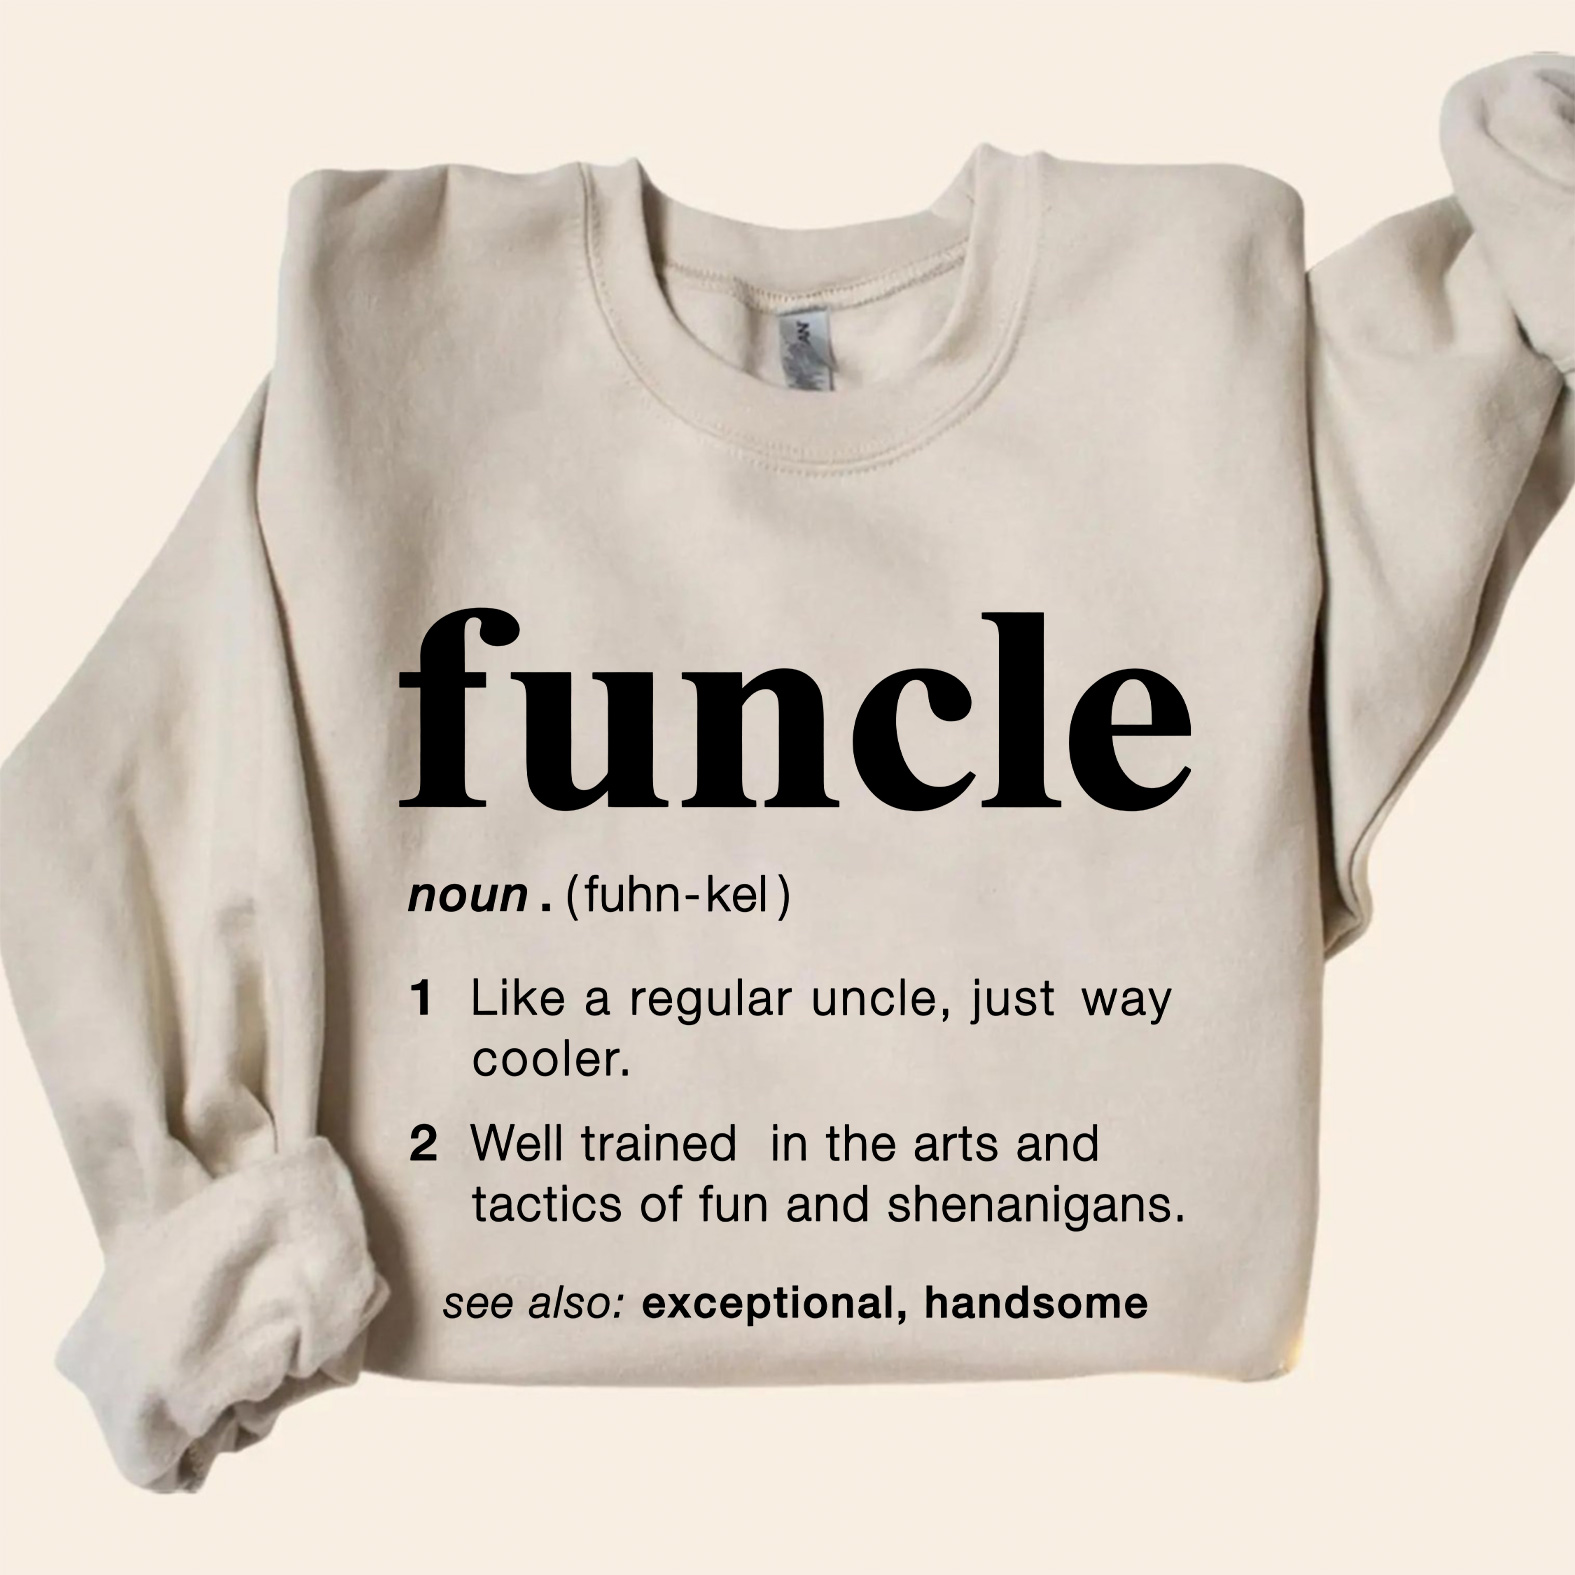 funcle
noun . (fuhn-kel)
1 Like a regular uncle, just way
cooler.
2 Well trained in the arts and
tactics of fun and shenanigans.
see also: exceptional, handsome